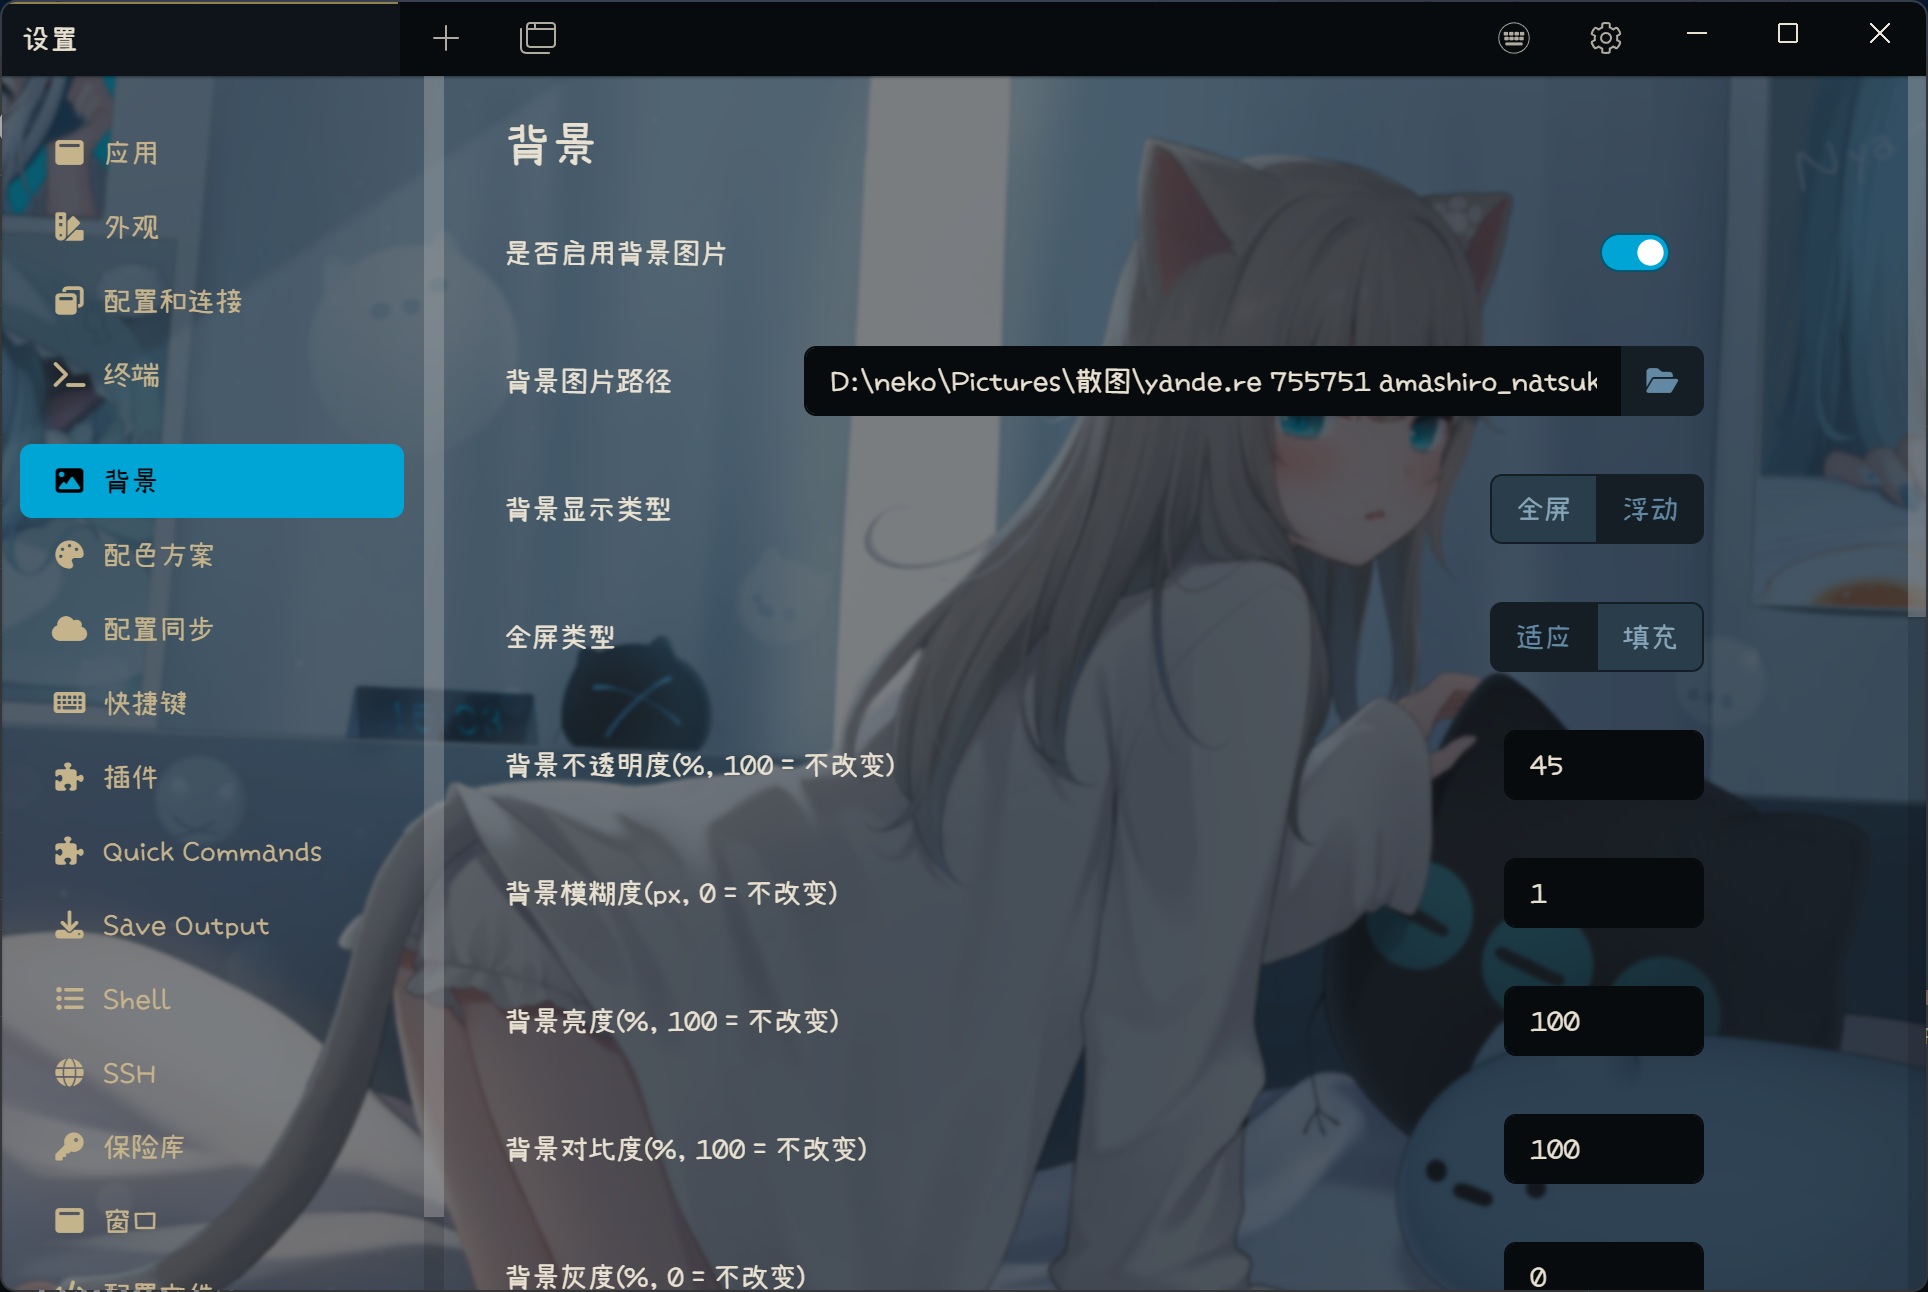 设置
应用
外观
配置和连接
终端
背景
配色方案
配置同步
快捷键
插件
Quick Commands
Save Output
Shell
SSH
保险库
窗口
配置文件
背景
是否启用背景图片
背景图片路径
D:\neko\Pictures\散图\yande.re 755751 amashiro_natsuk
背景显示类型
全屏 浮动
全屏类型
适应 填充
背景不透明度(%, 100 = 不改变)
45
背景模糊度(px, 0 = 不改变)
1
背景亮度(%, 100 = 不改变)
100
背景对比度(%, 100 = 不改变)
100
背景灰度(%, 0 = 不改变)
0
Nya